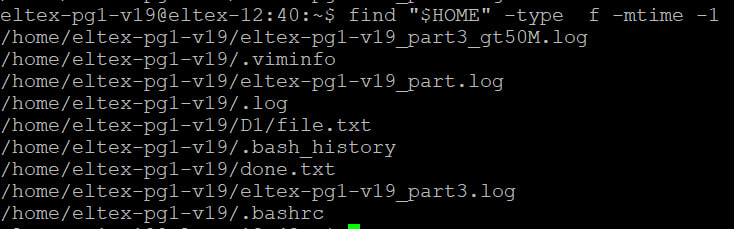 eltex-pg1-v19@eltex-12:40:~$ find "$HOME" -type  f -mtime -1
/home/eltex-pg1-v19/eltex-pg1-v19_part3_gt50M.log
/home/eltex-pg1-v19/.viminfo
/home/eltex-pg1-v19/eltex-pg1-v19_part.log
/home/eltex-pg1-v19/.log
/home/eltex-pg1-v19/D1/file.txt
/home/eltex-pg1-v19/.bash_history
/home/eltex-pg1-v19/done.txt
/home/eltex-pg1-v19/eltex-pg1-v19_part3.log
/home/eltex-pg1-v19/.bashrc